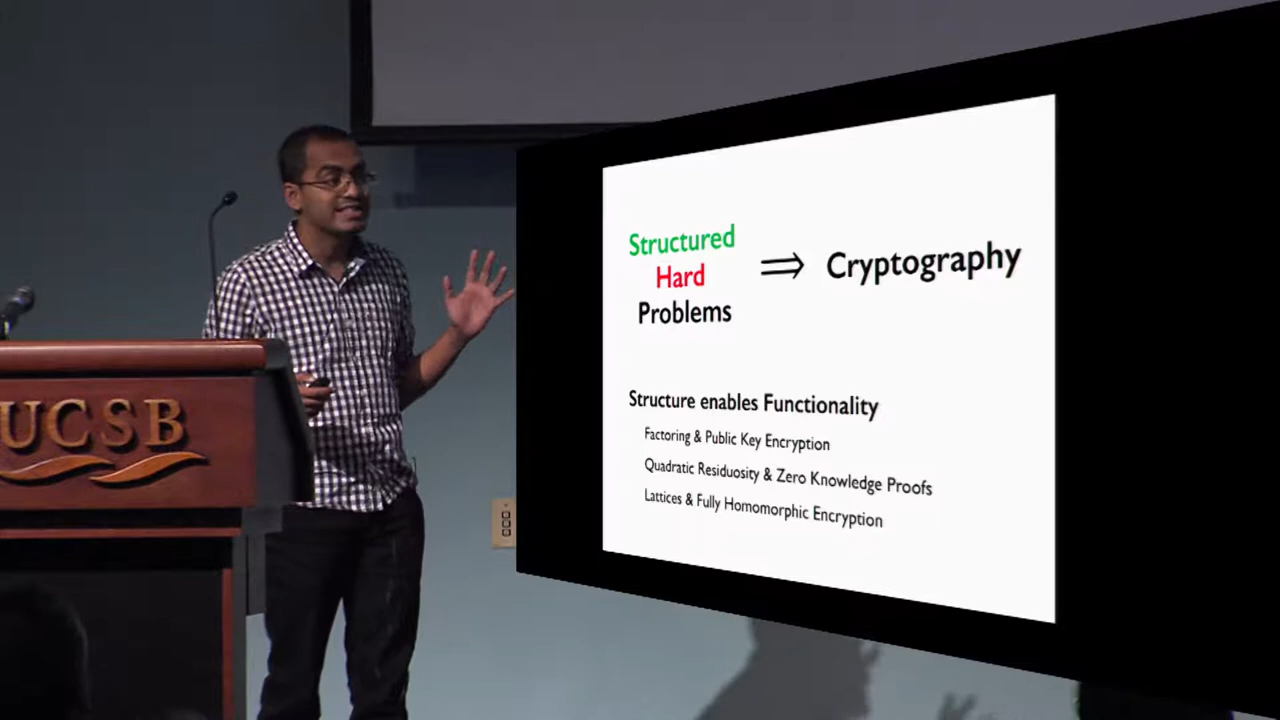 UCSB
Structured
Hard
Problems
⇒ Cryptography
Structure enables Functionality
Factoring & Public Key Encryption
Quadratic Residuosity & Zero Knowledge Proofs
Lattices & Fully Homomorphic Encryption